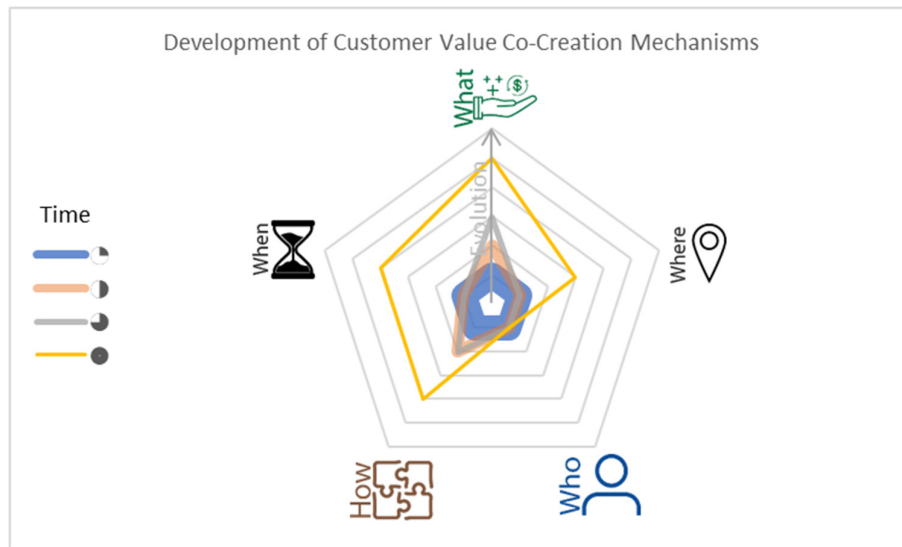 Development of Customer Value Co-Creation Mechanisms
What
$
Evolution
Time
When
Where
How
Who